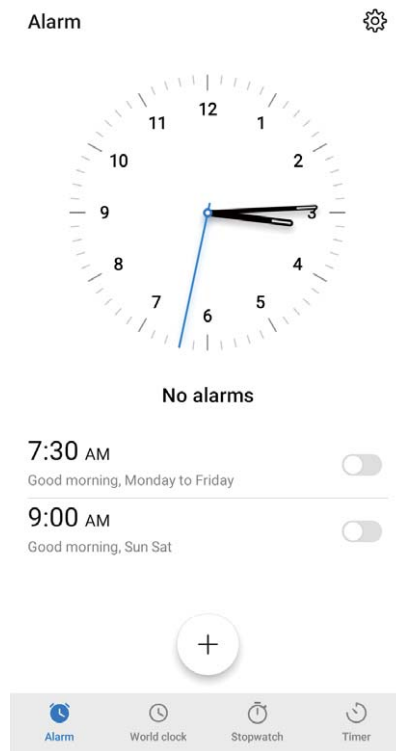 Alarm
12
11 1
10 2
9 3
8 4
7 5
6
No alarms
7:30 AM
Good morning, Monday to Friday
9:00 AM
Good morning, Sun Sat
Alarm World clock Stopwatch Timer